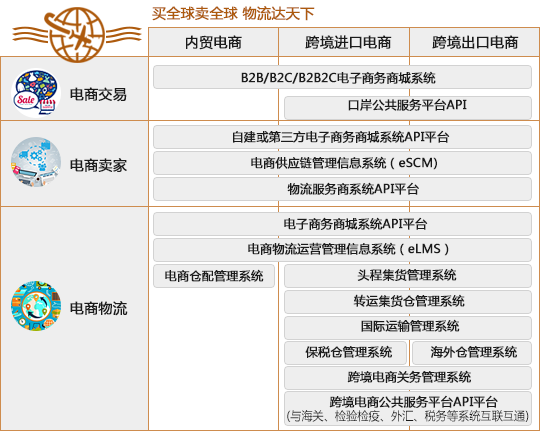 买全球卖全球 物流达天下
内贸电商
跨境进口电商
跨境出口电商
电商交易
B2B/B2C/B2B2C电子商务商城系统
口岸公共服务平台API
Sale
电商卖家
自建或第三方电子商务商城系统API平台
电商供应链管理信息系统（eSCM）
物流服务商系统API平台
电商物流
电子商务商城系统API平台
电商物流运营管理信息系统（eLMS）
电商仓配管理系统
头程集货管理系统
转运集货仓管理系统
国际运输管理系统
保税仓管理系统
海外仓管理系统
跨境电商关务管理系统
跨境电商公共服务平台API平台
(与海关、检验检疫、外汇、税务等系统互联互通)